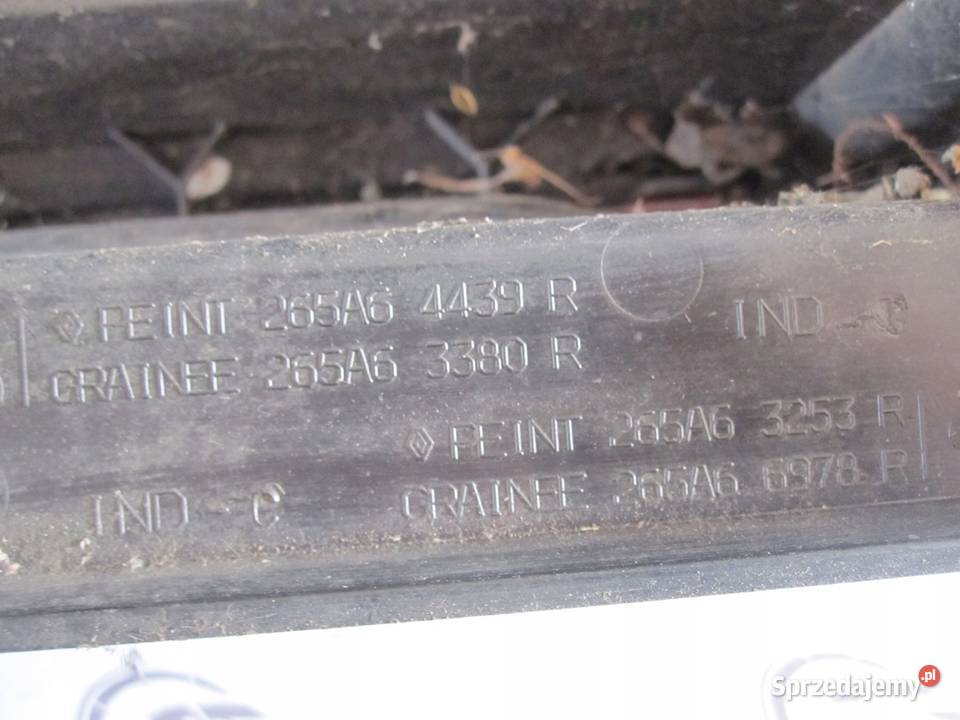 PEINT 265A6 4439 R
GRAINEE 265A6 3380 R
IND -C
PEINT 265A6 3253 R
GRAINEE 265A6 6978 R
IND -C
Sprzedajemy.pl